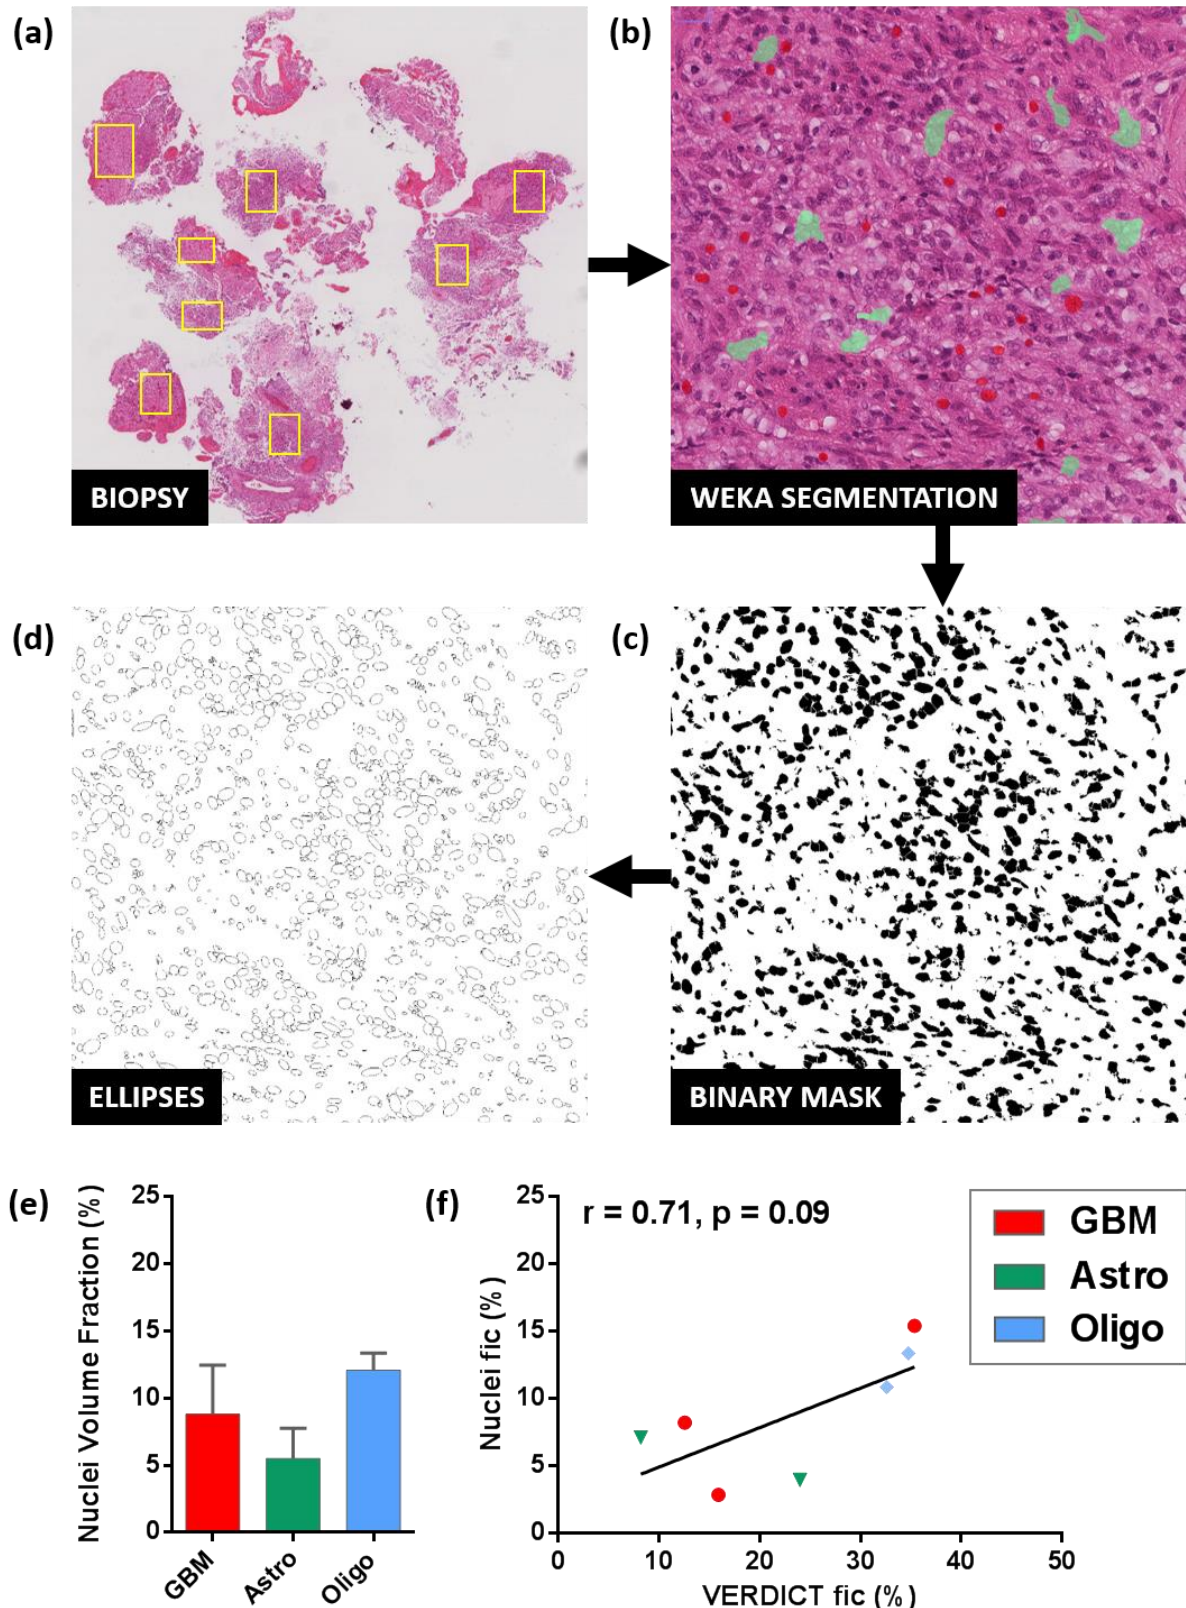 (a)
BIOPSY
(b)
WEKA SEGMENTATION
(d)
ELLIPSES
(c)
BINARY MASK
(e)
Nuclei Volume Fraction (%)
25
20
15
10
5
0
GBM
Astro
Oligo
(f)
r = 0.71, p = 0.09
Nuclei fic (%)
25
20
15
10
5
0
0 10 20 30 40 50
VERDICT fic (%)
GBM
Astro
Oligo